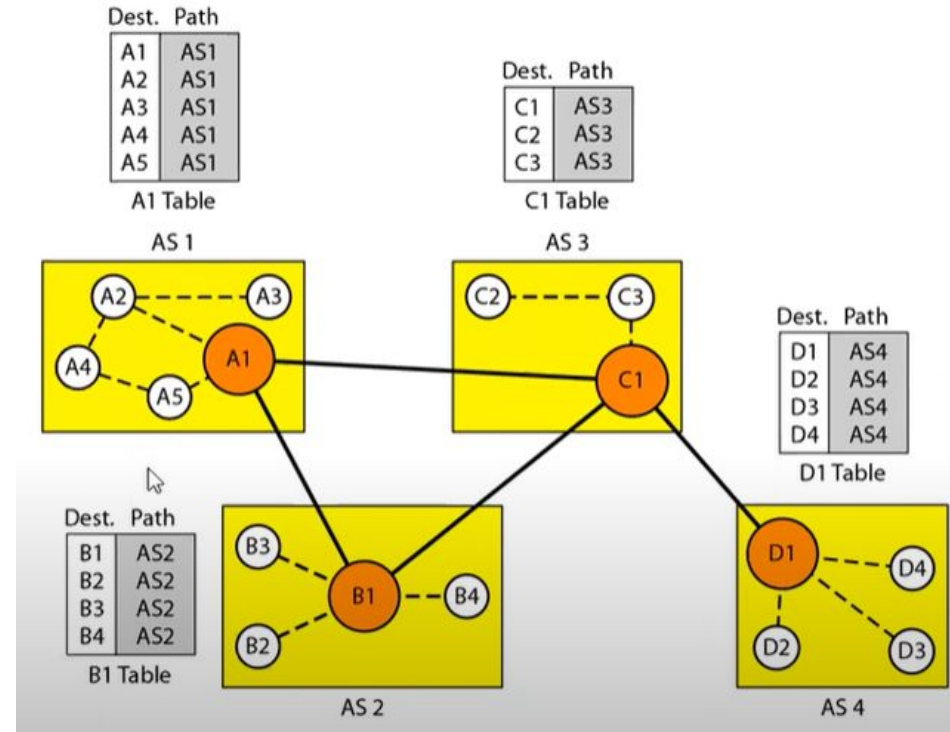 Dest. Path
A1 AS1
A2 AS1
A3 AS1
A4 AS1
A5 AS1
A1 Table
Dest. Path
C1 AS3
C2 AS3
C3 AS3
C1 Table
AS 1
A2
A3
A1
A4
A5
AS 3
C2
C3
C1
Dest. Path
D1 AS4
D2 AS4
D3 AS4
D4 AS4
D1 Table
Dest. Path
B1 AS2
B2 AS2
B3 AS2
B4 AS2
B1 Table
B3
B1
B4
B2
AS 2
D1
D4
D2
D3
AS 4